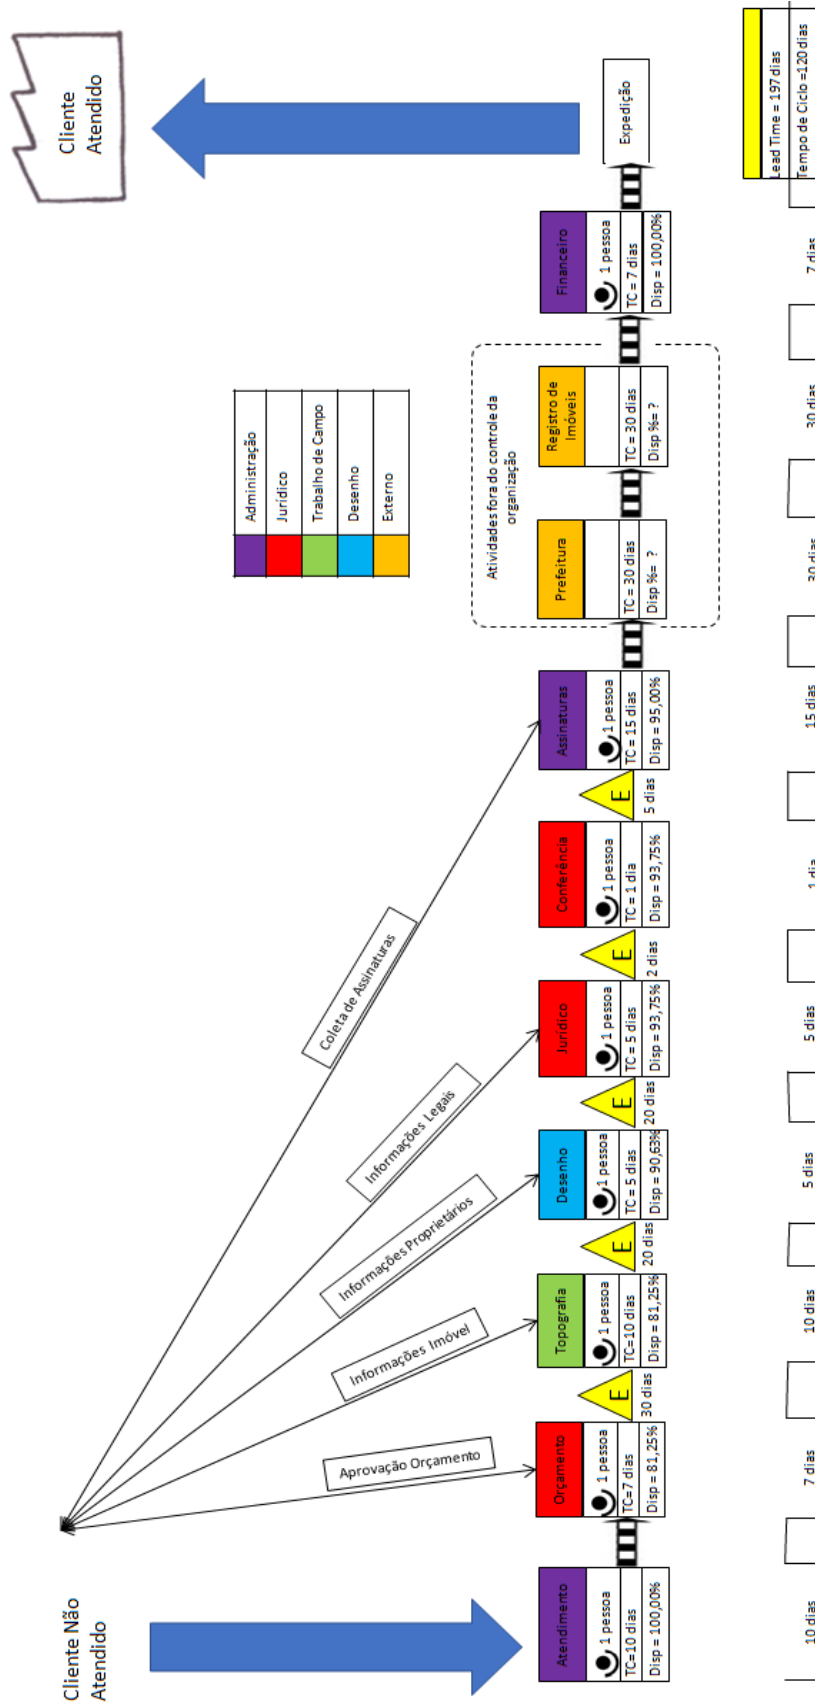 Cliente Não
Atendido
Cliente
Atendido
Administração
Jurídico
Trabalho de Campo
Desenho
Externo
Aprovação Orçamento
Informações Imóvel
Informações Proprietários
Informações Legais
Coleta de Assinaturas
Atividades fora do controle da
organização
Atendimento
1 pessoa
TC=10 dias
Disp = 100,00%
Orçamento
1 pessoa
TC=7 dias
Disp = 81,25%
E
30 dias
Topografia
1 pessoa
TC=10 dias
Disp = 81,25%
E
20 dias
Desenho
1 pessoa
TC = 5 dias
Disp = 90,63%
E
20 dias
Jurídico
1 pessoa
TC = 5 dias
Disp = 93,75%
E
2 dias
Conferência
1 pessoa
TC = 1 dia
Disp = 93,75%
E
5 dias
Assinaturas
1 pessoa
TC = 15 dias
Disp = 95,00%
Prefeitura
TC = 30 dias
Disp %= ?
Registro de
Imóveis
TC = 30 dias
Disp %= ?
Financeiro
1 pessoa
TC = 7 dias
Disp = 100,00%
Expedição
10 dias
7 dias
10 dias
5 dias
5 dias
1 dia
15 dias
30 dias
30 dias
7 dias
Lead Time = 197 dias
Tempo de Ciclo =120 dias